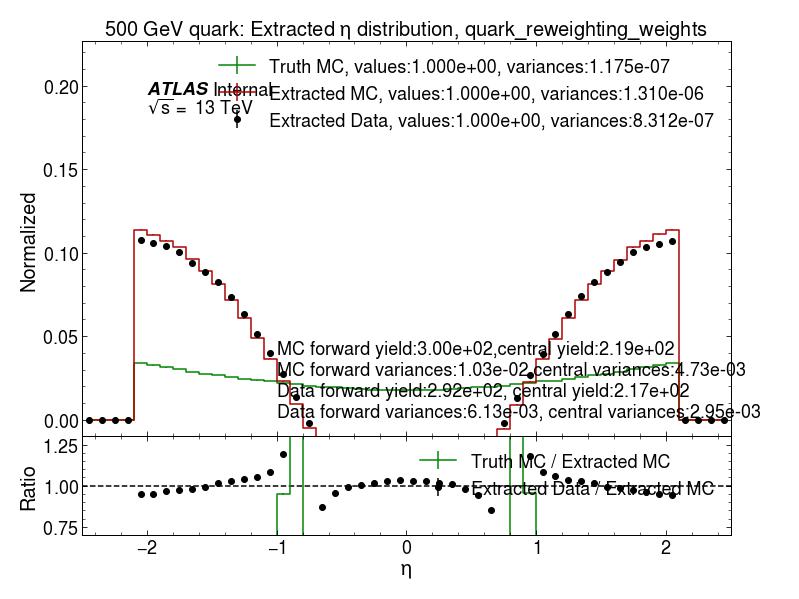 500 GeV quark: Extracted η distribution, quark_reweighting_weights
Truth MC, values:1.000e+00, variances:1.175e-07
ATLAS Internal
Extracted MC, values:1.000e+00, variances:1.310e-06
√s = 13 TeV
Extracted Data, values:1.000e+00, variances:8.312e-07
Normalized
0.20
0.15
0.10
0.05
0.00
MC forward yield:3.00e+02,central yield:2.19e+02
MC forward variances:1.03e-02,central variances:4.73e-03
Data forward yield:2.92e+02, central yield:2.17e+02
Data forward variances:6.13e-03, central variances:2.95e-03
Ratio
1.25
1.00
0.75
Truth MC / Extracted MC
Extracted Data / Extracted MC
−2 −1 0 1 2
η